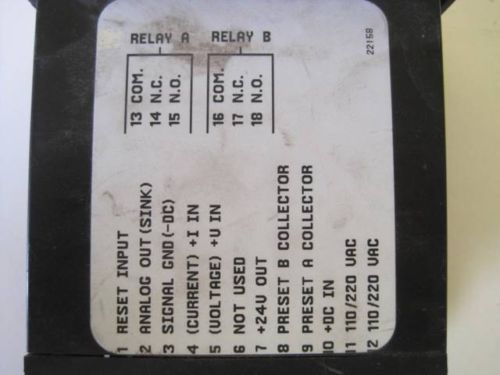 RELAY A
RELAY B
13 COM.
14 N.C.
15 N.O.
16 COM.
17 N.C.
18 N.O.
22158
1 RESET INPUT
2 ANALOG OUT (SINK)
3 SIGNAL GND (-DC)
4 (CURRENT) +I IN
5 (VOLTAGE) +V IN
6 NOT USED
7 +24V OUT
8 PRESET B COLLECTOR
9 PRESET A COLLECTOR
10 +DC IN
11 110/220 VAC
12 110/220 VAC